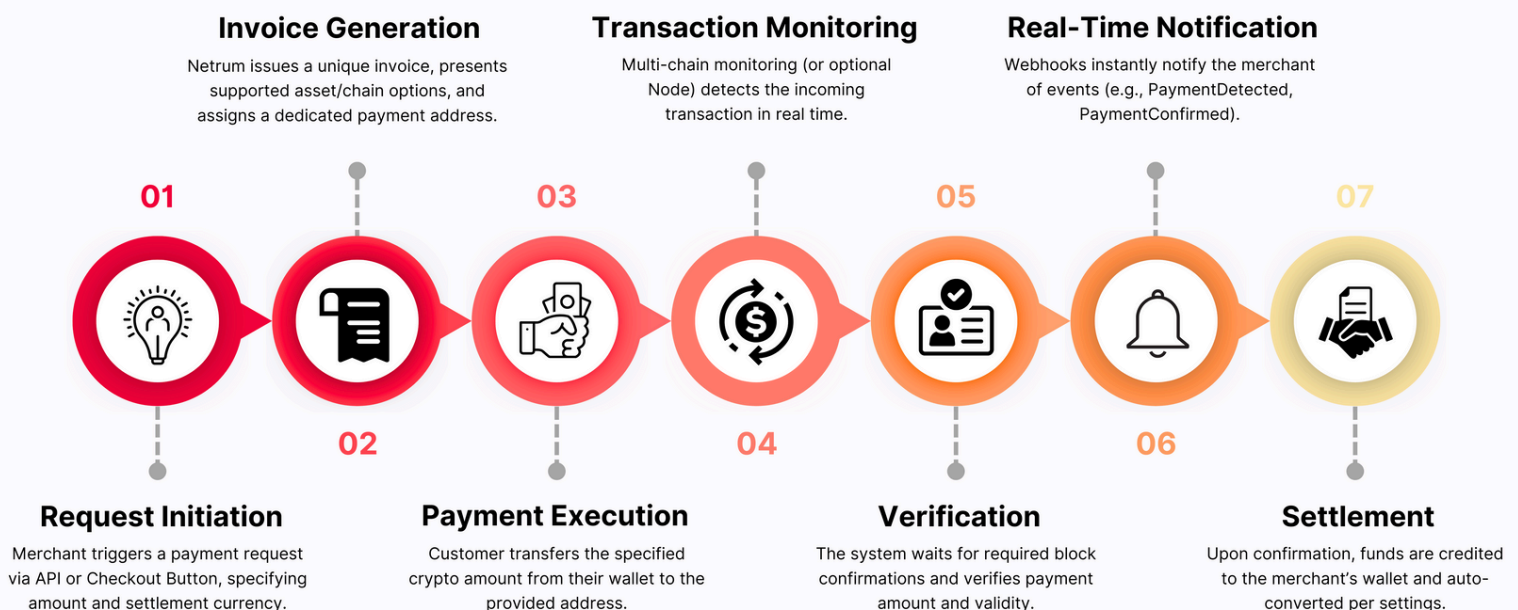 Invoice Generation
Netrum issues a unique invoice, presents
supported asset/chain options, and
assigns a dedicated payment address.
Transaction Monitoring
Multi-chain monitoring (or optional
Node) detects the incoming
transaction in real time.
Real-Time Notification
Webhooks instantly notify the merchant
of events (e.g., PaymentDetected,
PaymentConfirmed).
01
03
05
07
$
02
04
06
Request Initiation
Merchant triggers a payment request
via API or Checkout Button, specifying
amount and settlement currency.
Payment Execution
Customer transfers the specified
crypto amount from their wallet to the
provided address.
Verification
The system waits for required block
confirmations and verifies payment
amount and validity.
Settlement
Upon confirmation, funds are credited
to the merchant's wallet and auto-
converted per settings.